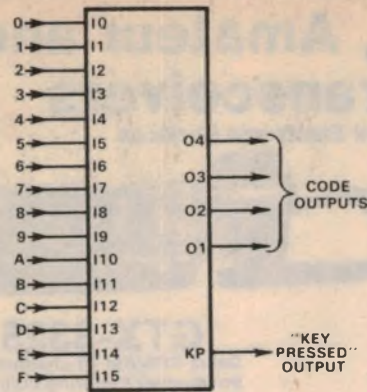 0 I0
1 I1
2 I2
3 I3
4 I4
5 I5
6 I6
7 I7
8 I8
9 I9
A I10
B I11
C I12
D I13
E I14
F I15
O4
O3
O2
O1
CODE
OUTPUTS
KP
"KEY
PRESSED"
OUTPUT